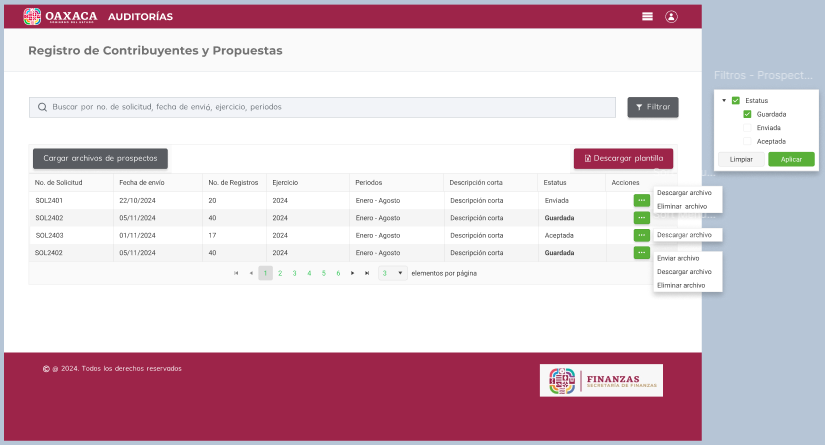 OAXACA AUDITORÍAS
Registro de Contribuyentes y Propuestas
Filtros - Prospect...
Buscar por no. de solicitud, fecha de envió, ejercicio, periodos
Filtrar
Estatus
Guardada
Enviada
Aceptada
Limpiar Aplicar
Cargar archivos de prospectos
Descargar plantilla
No. de Solicitud Fecha de envío No. de Registros Ejercicio Periodos Descripción corta Estatus Acciones
SOL2401 22/10/2024 20 2024 Enero - Agosto Descripción corta Enviada
SOL2402 05/11/2024 40 2024 Enero - Agosto Descripción corta Guardada
SOL2403 01/11/2024 17 2024 Enero - Agosto Descripción corta Aceptada
SOL2402 05/11/2024 40 2024 Enero - Agosto Descripción corta Guardada
Descargar archivo
Eliminar archivo
Descargar archivo
Enviar archivo
Descargar archivo
Eliminar archivo
1 2 3 4 5 6 3 elementos por página
© @ 2024. Todos los derechos reservados
FINANZAS
SECRETARÍA DE FINANZAS